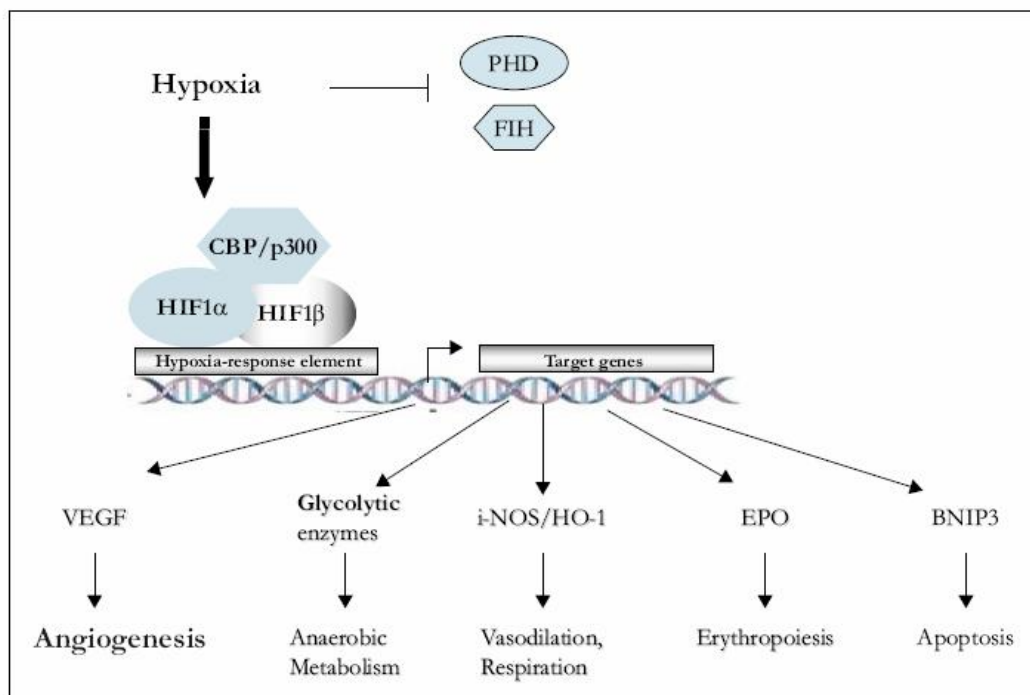 PHD
Hypoxia
FIH
CBP/p300
HIF1α
HIF1β
Hypoxia-response element
Target genes
VEGF
Glycolytic
enzymes
i-NOS/HO-1
EPO
BNIP3
Angiogenesis
Anaerobic
Metabolism
Vasodilation,
Respiration
Erythropoiesis
Apoptosis